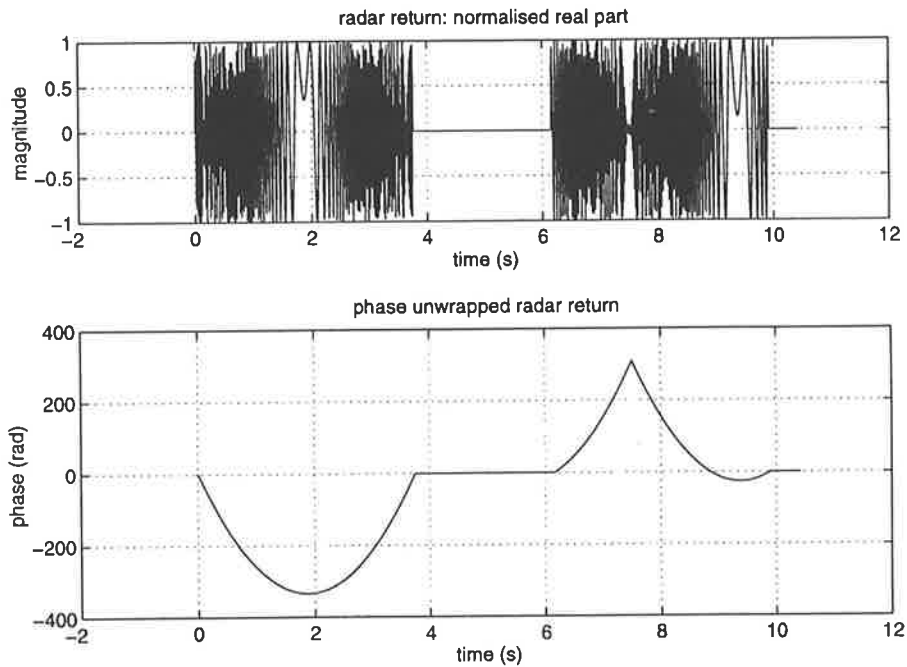 radar return: normalised real part
1
0.5
0
−0.5
−1
magnitude
−2 0 2 4 6 8 10 12
time (s)
phase unwrapped radar return
400
200
0
−200
−400
phase (rad)
−2 0 2 4 6 8 10 12
time (s)